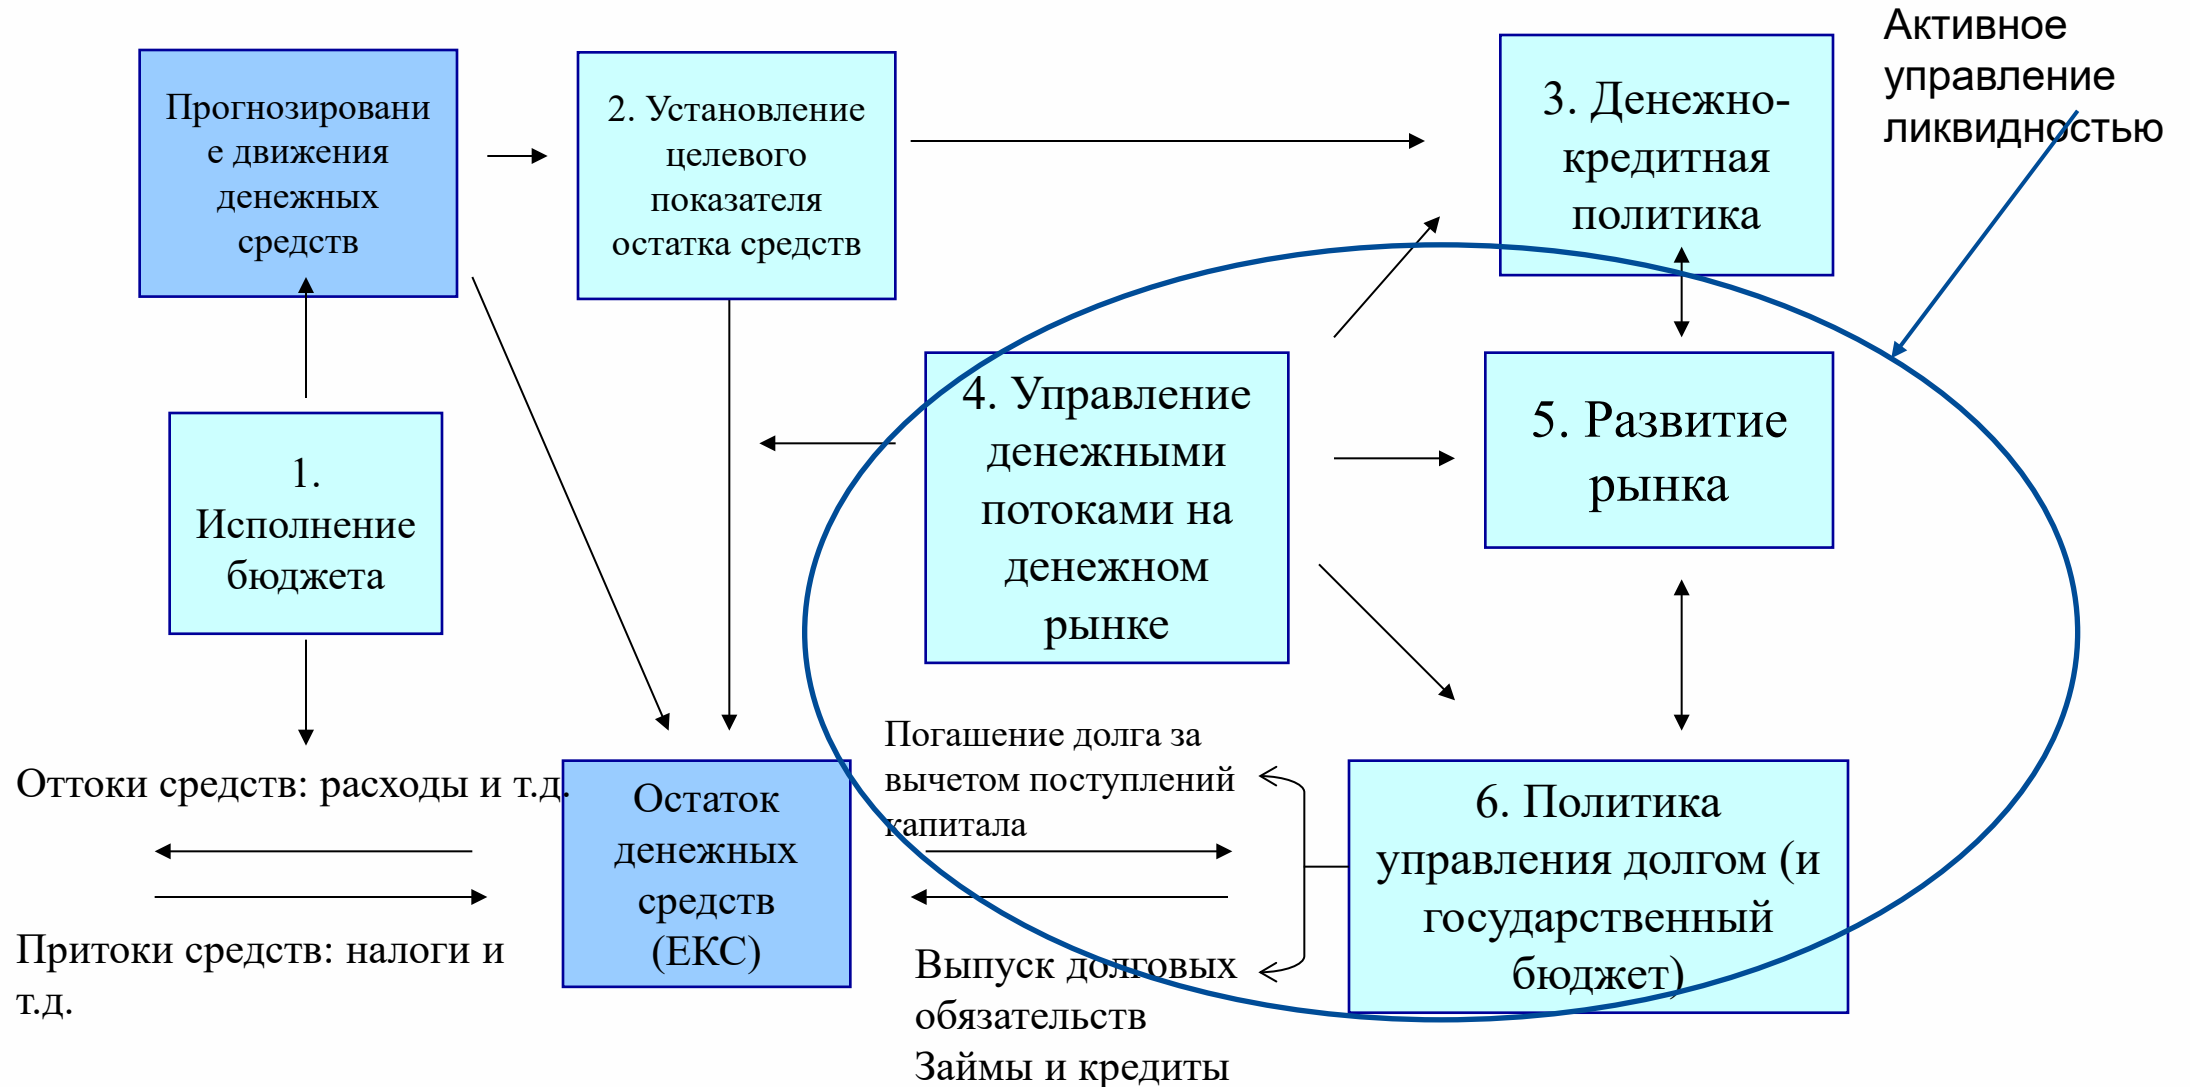 Активное
управление
ликвидностью
Прогнозировани
е движения
денежных
средств
2. Установление
целевого
показателя
остатка средств
3. Денежно-
кредитная
политика
1.
Исполнение
бюджета
4. Управление
денежными
потоками на
денежном
рынке
5. Развитие
рынка
Оттоки средств: расходы и т.д.
Притоки средств: налоги и
т.д.
Остаток
денежных
средств
(ЕКС)
Погашение долга за
вычетом поступлений
капитала
Выпуск долговых
обязательств
Займы и кредиты
6. Политика
управления долгом (и
государственный
бюджет)